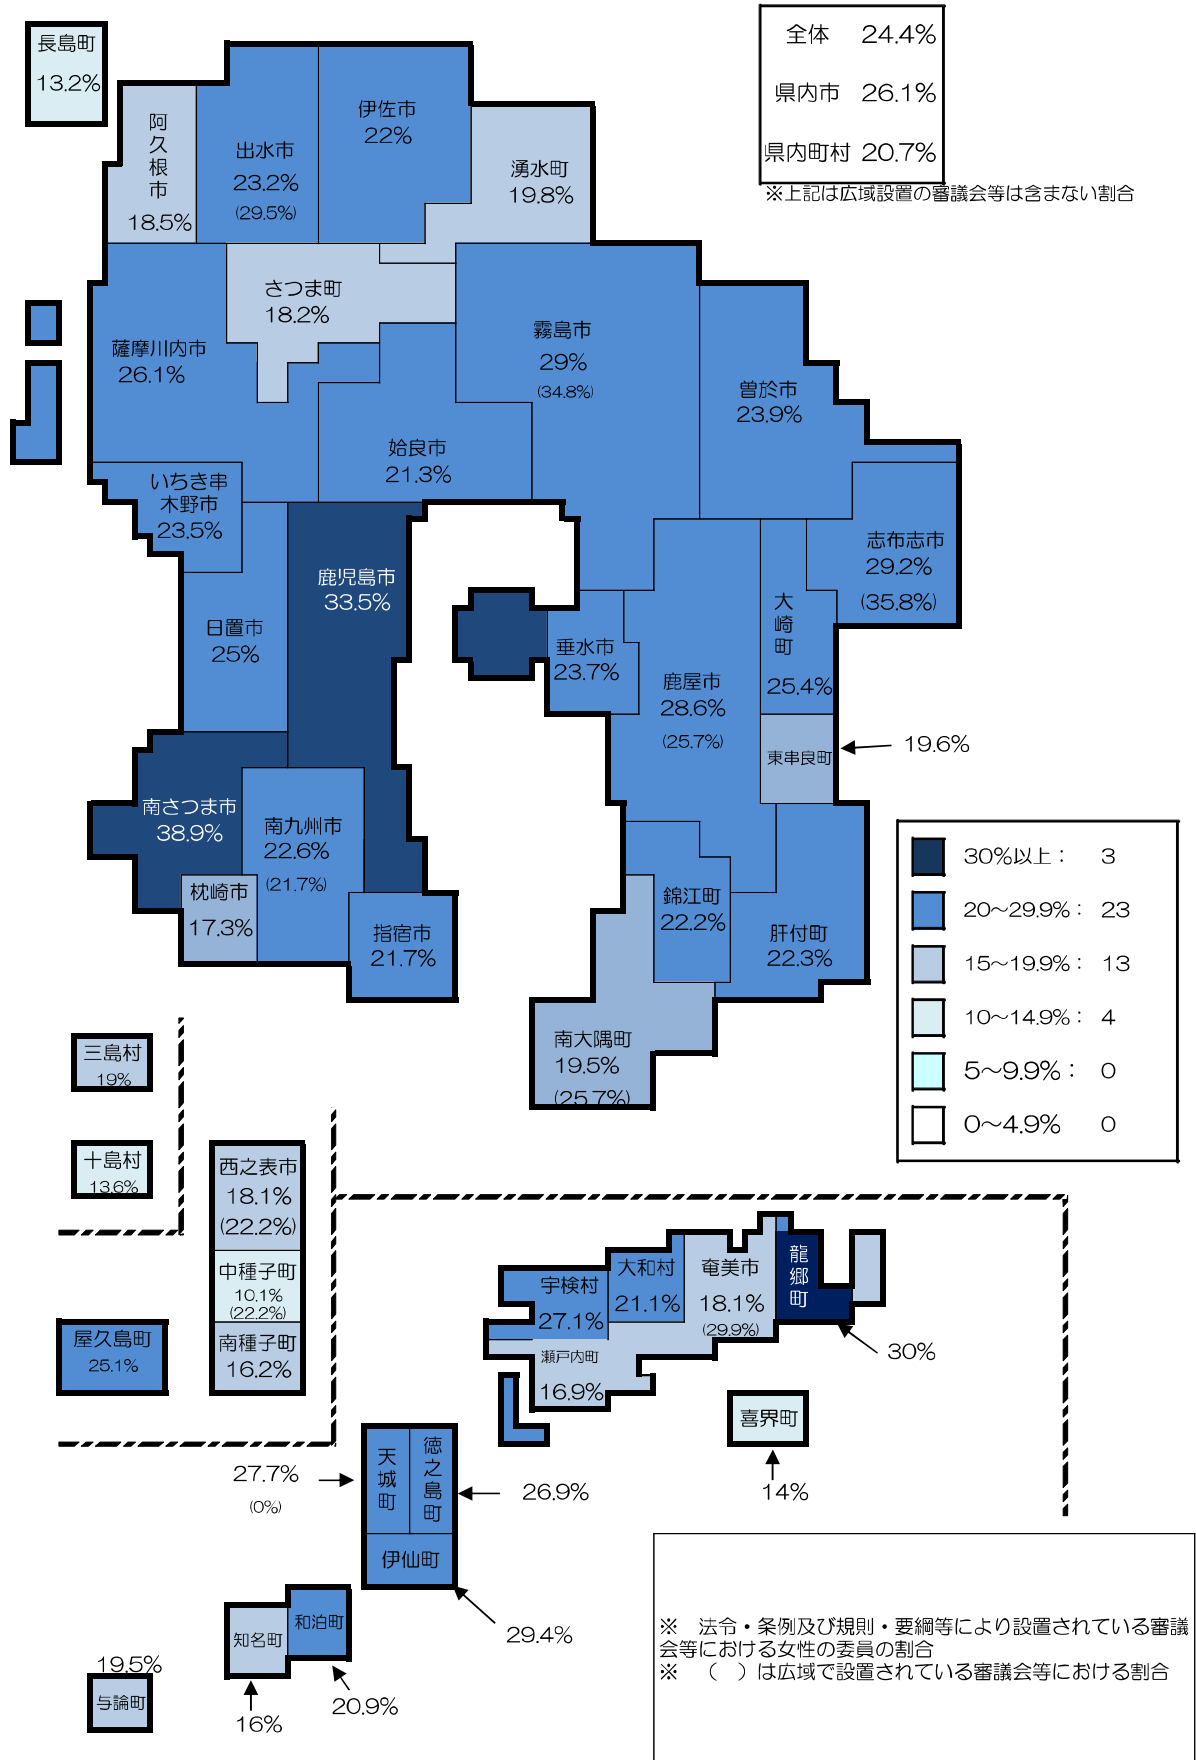 長島町
13.2%
全体 24.4%
県内市 26.1%
県内町村 20.7%
※上記は広域設置の審議会等は含まない割合
阿久根市
18.5%
出水市
23.2%
(29.5%)
伊佐市
22%
湧水町
19.8%
さつま町
18.2%
薩摩川内市
26.1%
霧島市
29%
(34.8%)
曽於市
23.9%
姶良市
21.3%
いちき串
木野市
23.5%
鹿児島市
33.5%
志布志市
29.2%
(35.8%)
大崎町
25.4%
日置市
25%
垂水市
23.7%
鹿屋市
28.6%
(25.7%)
東串良町
19.6%
南さつま市
38.9%
南九州市
22.6%
(21.7%)
枕崎市
17.3%
指宿市
21.7%
錦江町
22.2%
肝付町
22.3%
南大隅町
19.5%
(25.7%)
30%以上： 3
20～29.9%： 23
15～19.9%： 13
10～14.9%： 4
5～9.9%： 0
0～4.9% 0
三島村
19%
十島村
13.6%
西之表市
18.1%
(22.2%)
中種子町
10.1%
(22.2%)
南種子町
16.2%
屋久島町
25.1%
宇検村
27.1%
大和村
21.1%
奄美市
18.1%
(29.9%)
龍郷町
30%
瀬戸内町
16.9%
喜界町
14%
天城町
27.7%
(0%)
徳之島町
26.9%
伊仙町
29.4%
知名町
16%
和泊町
20.9%
19.5%
与論町
※　法令・条例及び規則・要綱等により設置されている審議
会等における女性の委員の割合
※　（　）は広域で設置されている審議会等における割合